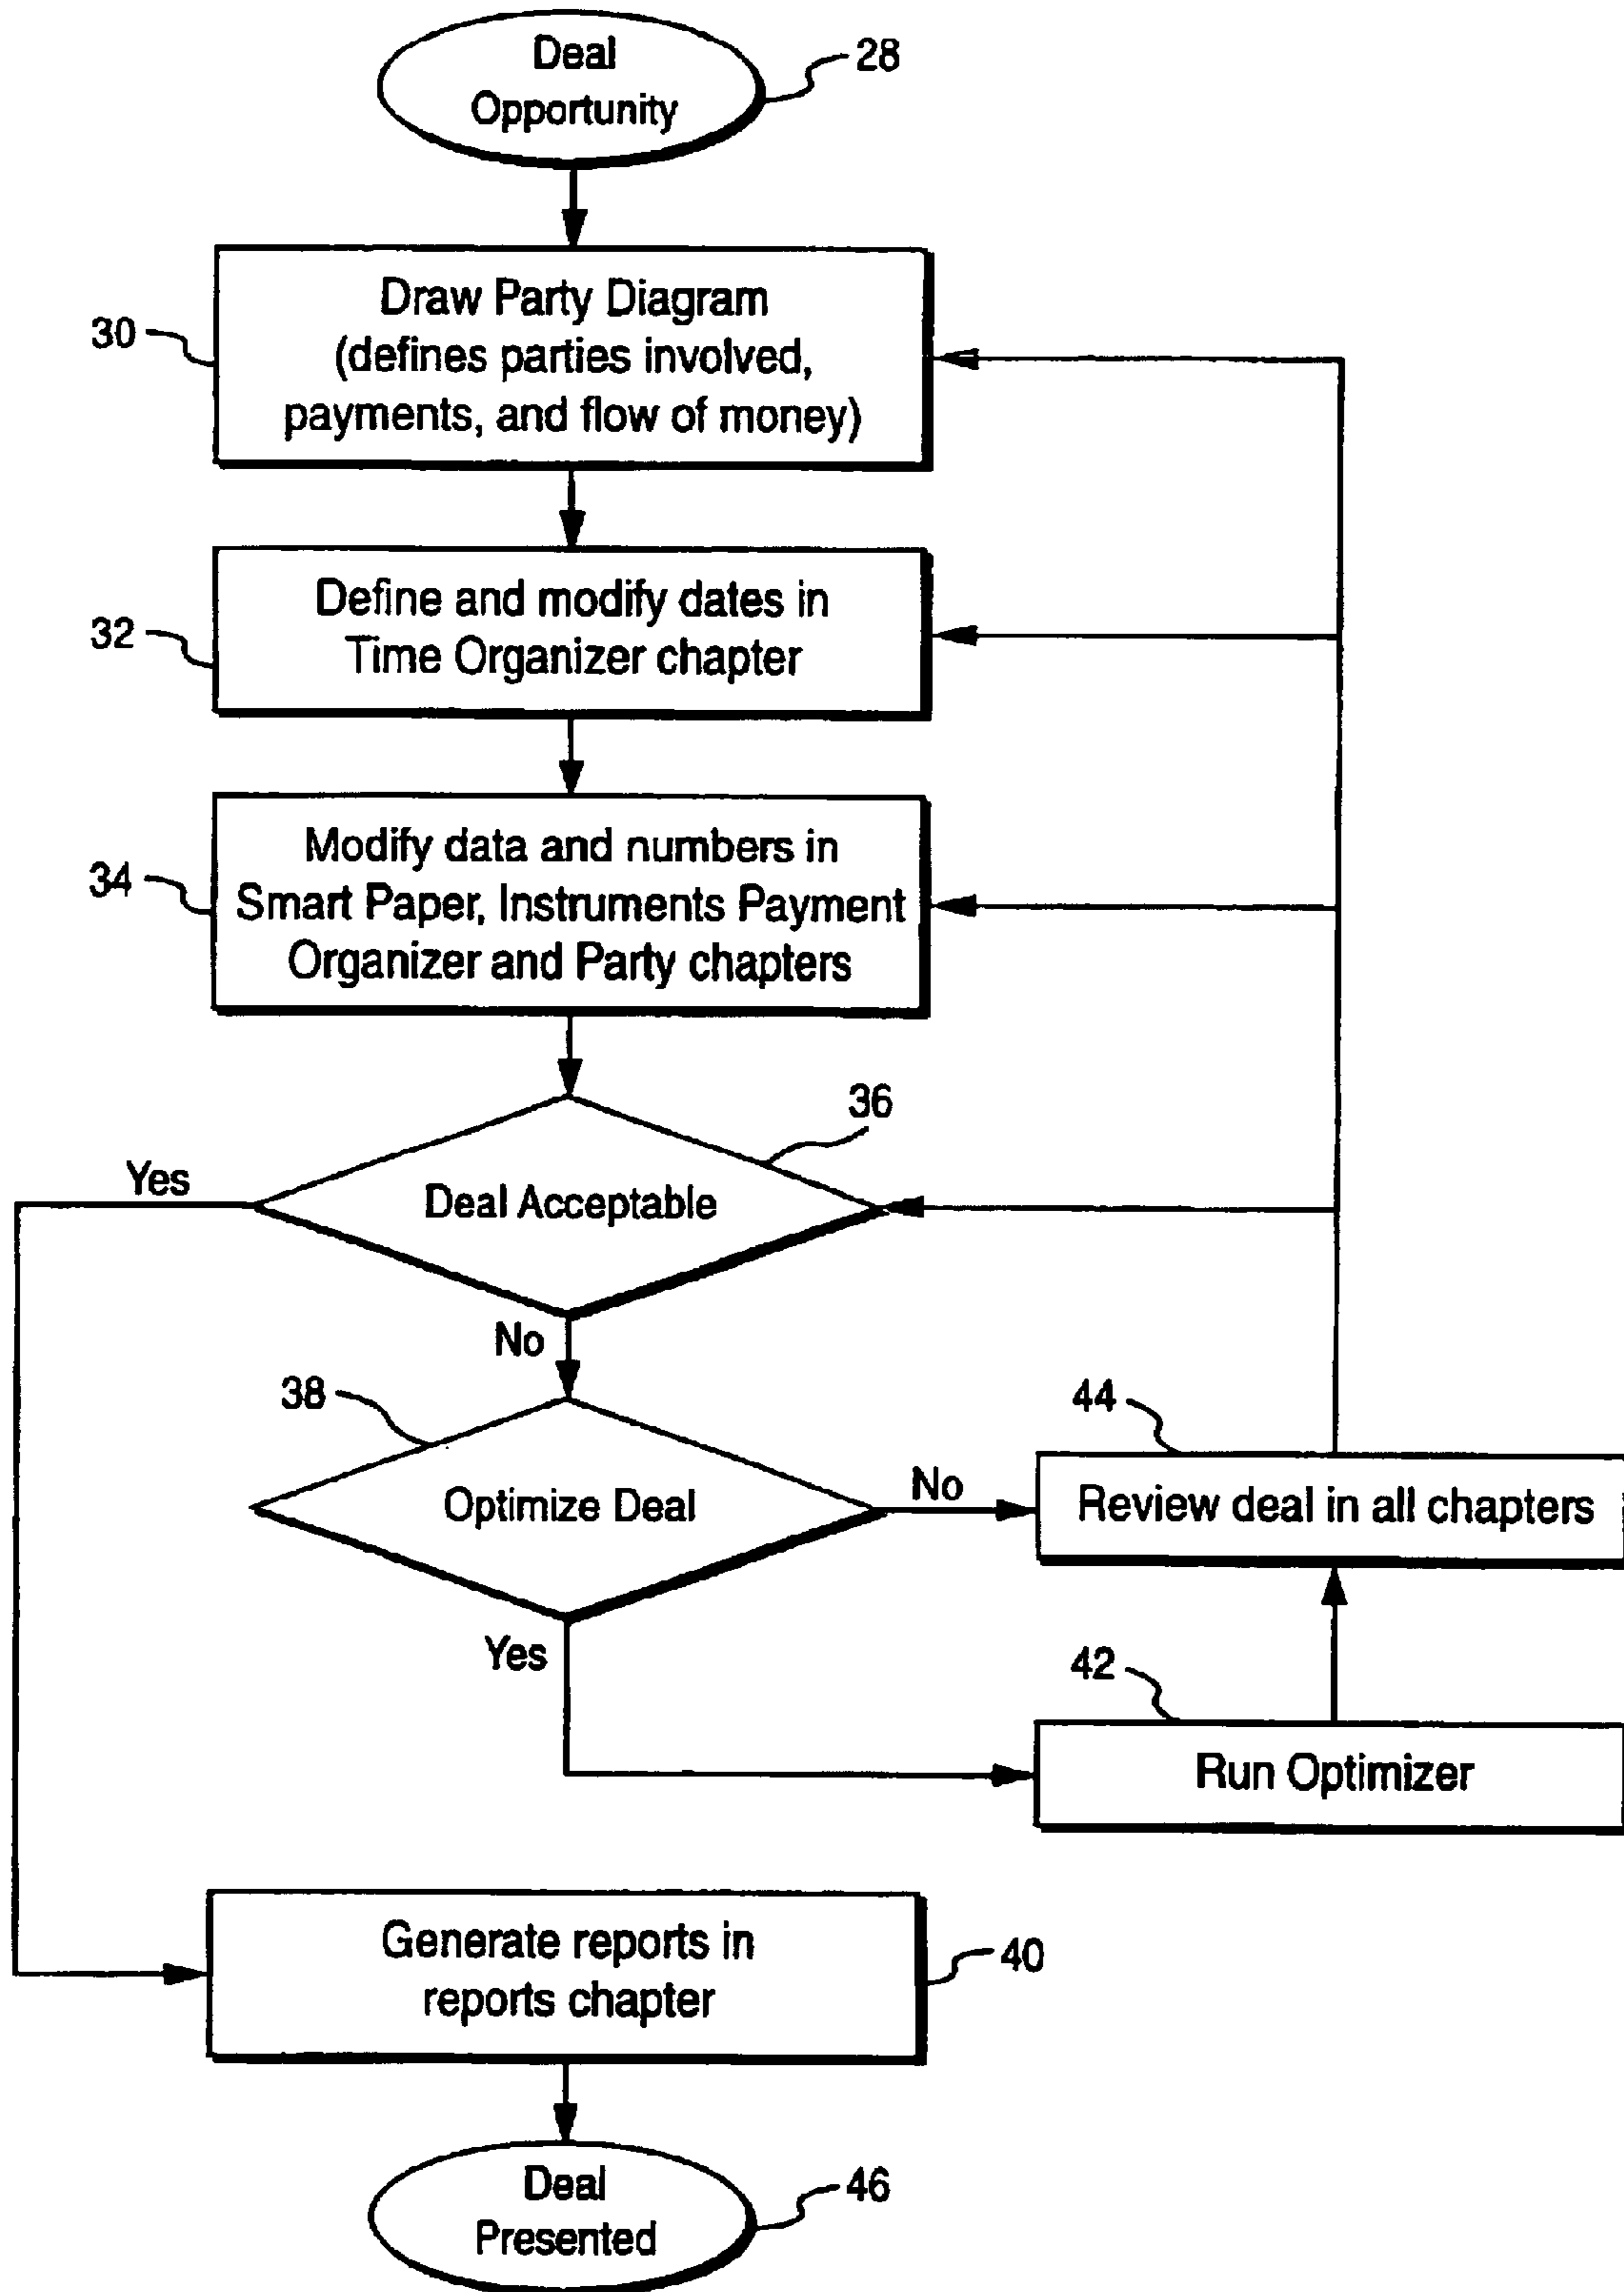 Deal
Opportunity
28
30
Draw Party Diagram
(defines parties involved,
payments, and flow of money)
32
Define and modify dates in
Time Organizer chapter
34
Modify data and numbers in
Smart Paper, Instruments Payment
Organizer and Party chapters
36
Yes
Deal Acceptable
No
38
44
Optimize Deal
No
Review deal in all chapters
Yes
42
Run Optimizer
Generate reports in
reports chapter
40
Deal
Presented
46